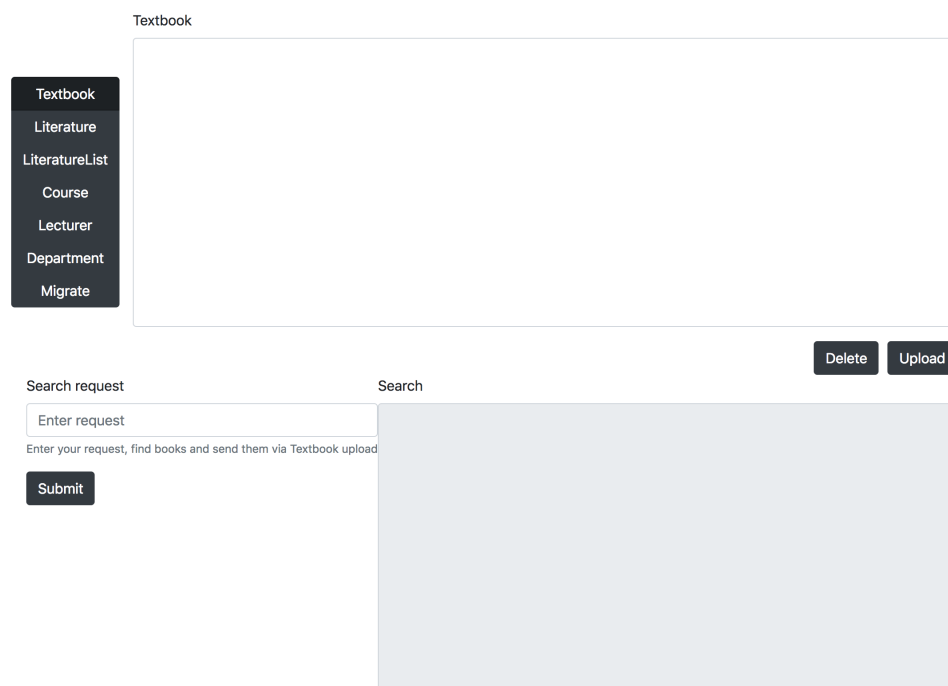 Textbook
Textbook
Literature
LiteratureList
Course
Lecturer
Department
Migrate
Delete
Upload
Search request
Search
Enter request
Enter your request, find books and send them via Textbook upload
Submit